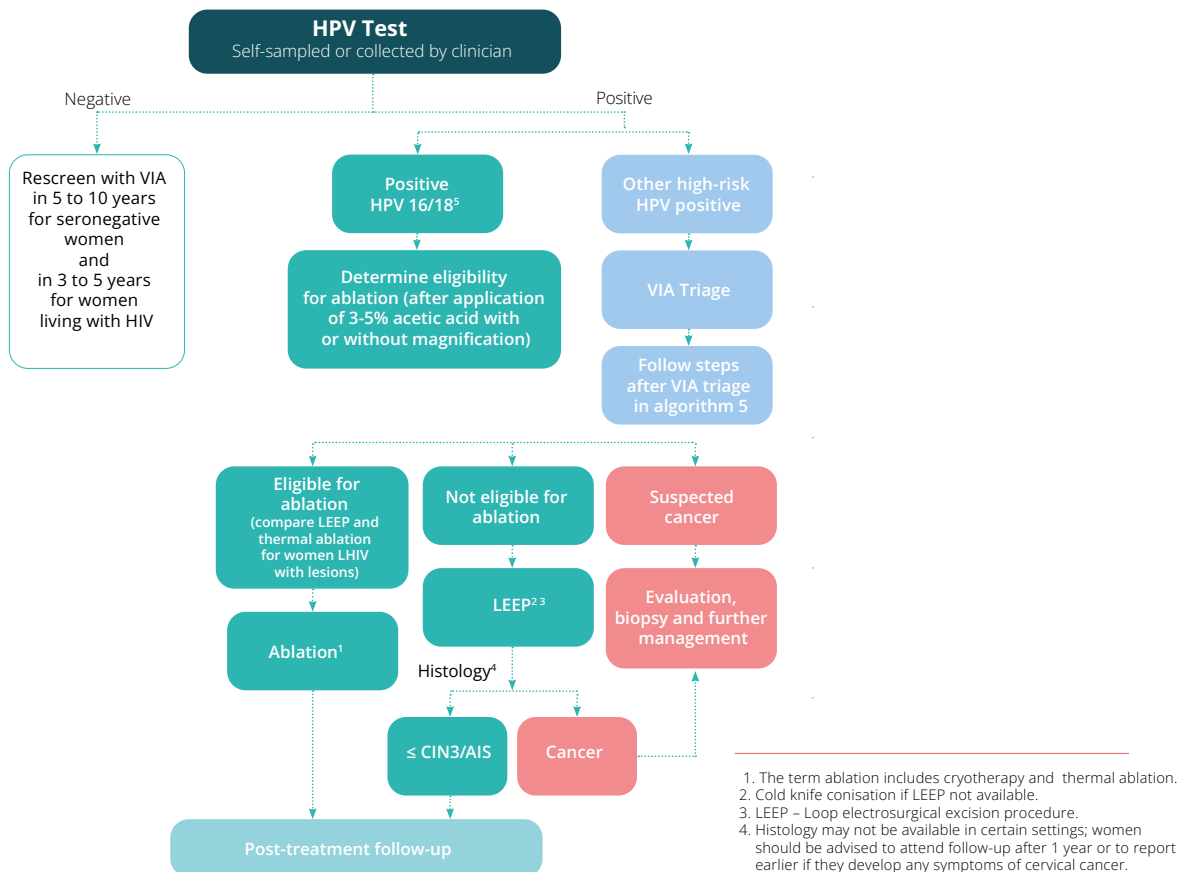 HPV Test
Self-sampled or collected by clinician
Negative
Positive
Rescreen with VIA
in 5 to 10 years
for seronegative
women
and
in 3 to 5 years
for women
living with HIV
Positive
HPV 16/18⁵
Other high-risk
HPV positive
Determine eligibility
for ablation (after application
of 3-5% acetic acid with
or without magnification)
VIA Triage
Follow steps
after VIA triage
in algorithm 5
Eligible for
ablation
(compare LEEP and
thermal ablation
for women LHIV
with lesions)
Not eligible for
ablation
Suspected
cancer
Ablation¹
LEEP² ³
Evaluation,
biopsy and further
management
Histology⁴
≤ CIN3/AIS
Cancer
Post-treatment follow-up
1. The term ablation includes cryotherapy and thermal ablation.
2. Cold knife conisation if LEEP not available.
3. LEEP – Loop electrosurgical excision procedure.
4. Histology may not be available in certain settings; women
should be advised to attend follow-up after 1 year or to report
earlier if they develop any symptoms of cervical cancer.